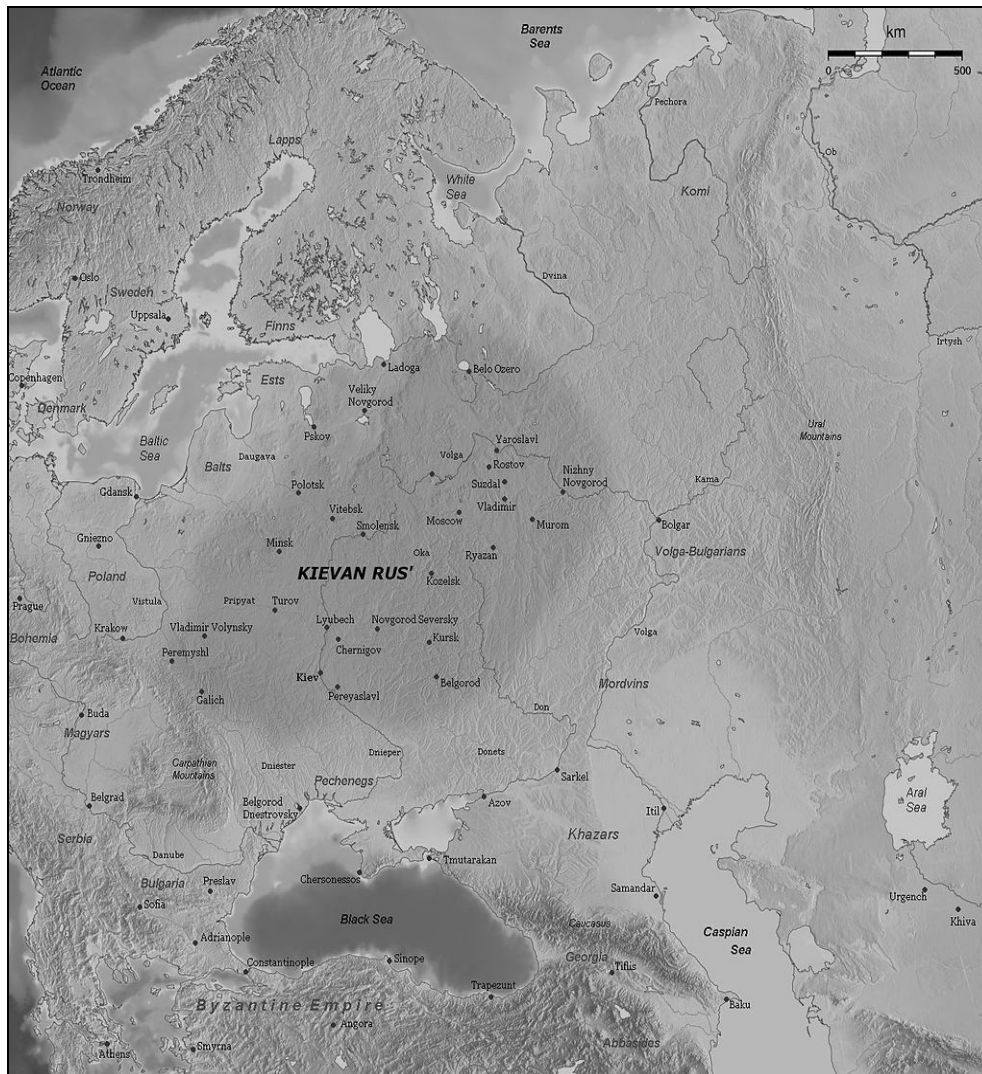 Barents
Sea
km
0
500
Atlantic
Ocean
Pechora
Lapps
Ob
Trondheim
White
Sea
Komi
Norway
Oslo
Dvina
Sweden
Uppsala
Finns
Irtysh
Ladoga
Belo Ozero
Copenhagen
Ests
Veliky
Novgorod
Denmark
Ural
Mountains
Pskov
Baltic
Sea
Yaroslavl
Daugava
Volga
Balts
Rostov
Nizhny
Novgorod
Suzdal
Kama
Polotsk
Gdansk
Vladimir
Vitebsk
Moscow
Murom
Bolgar
Smolensk
Gniezno
Minsk
Oka
Ryazan
Volga-Bulgarians
KIEVAN RUS'
Poland
Kozelsk
Prague
Vistula
Pripyat
Turov
Lyubech
Novgorod Seversky
Vladimir Volynsky
Volga
Bohemia
Krakow
Chernigov
Kursk
Peremyshl
Kiev
Belgorod
Mordvins
Galich
Pereyaslavl
Don
Buda
Magyars
Dnieper
Donets
Carpathian
Mountains
Dniester
Sarkel
Pechenegs
Belgrad
Belgorod
Dnestrovsky
Azov
Itil
Aral
Sea
Serbia
Khazars
Danube
Tmutarakan
Chersonessos
Bulgaria
Preslav
Samandar
Urgench
Sofia
Khiva
Black Sea
Caucasus
Caspian
Sea
Adrianople
Georgia
Sinope
Tiflis
Constantinople
Trapezunt
Byzantine Empire
Baku
Angora
Abbasides
Athens
Smyrna